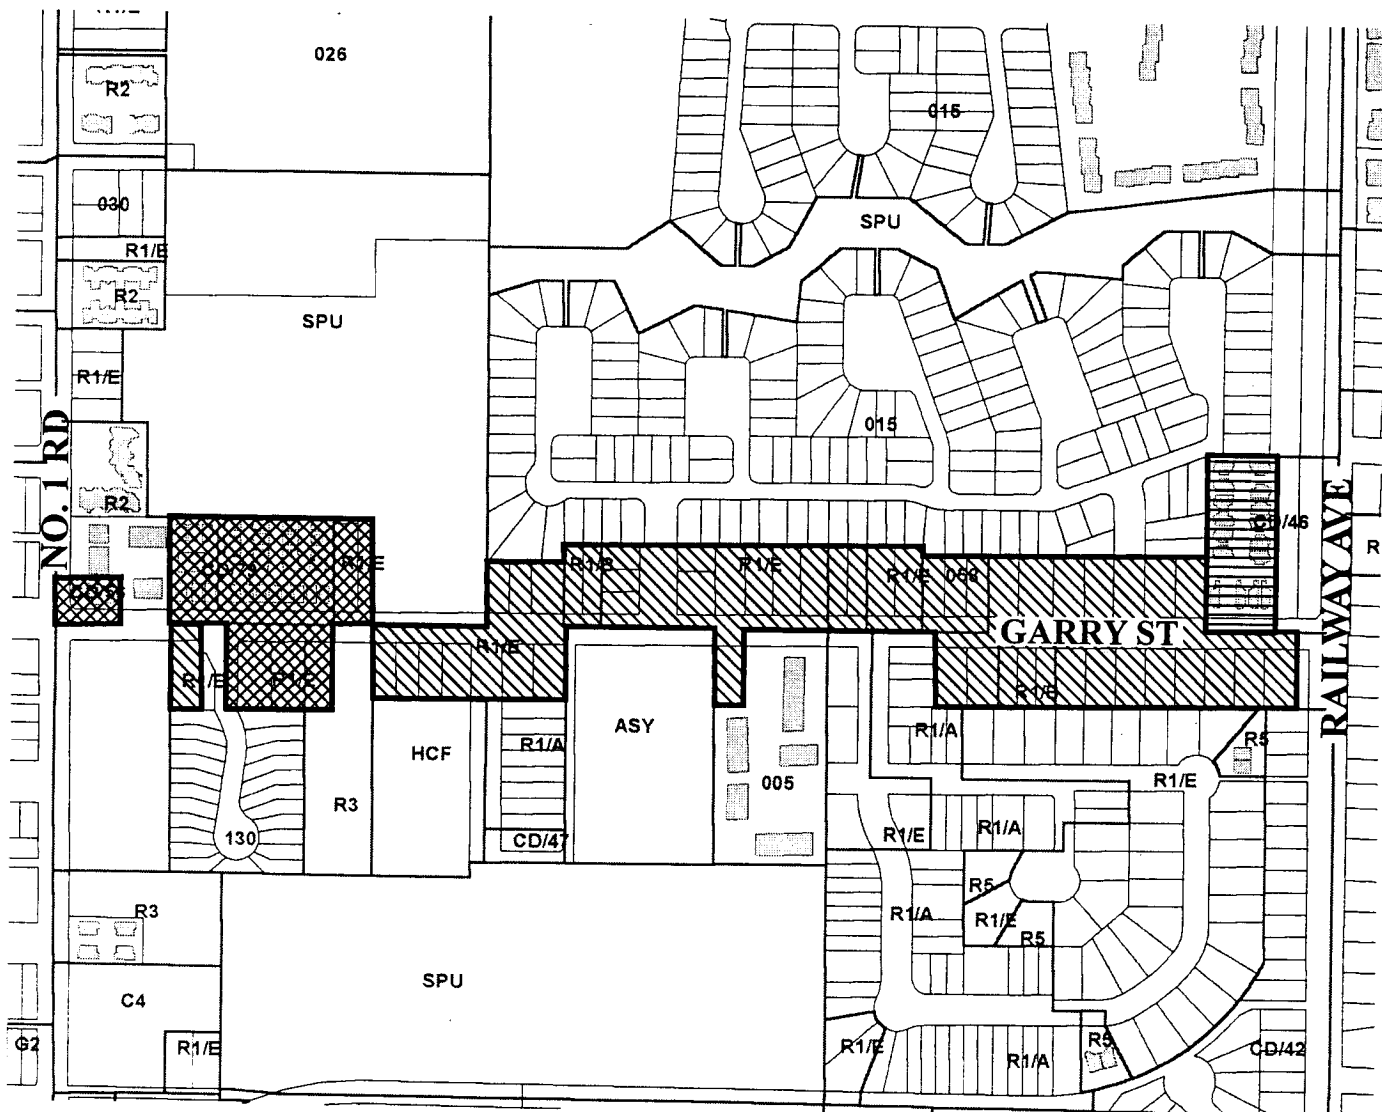 026
R2
015
030
SPU
R1/E
R2
SPU
R1/E
015
NO. 1 RD
R2
CD/46
RAILWAY AVE
R1/E
R1/E
R1/E
GARRY ST
R1/E
R1/E
R1/E
R1/A
ASY
R1/A
R5
HCF
005
R1/E
R3
130
CD/47
R1/E
R1/A
R5
R3
R1/A
R1/E
R5
SPU
C4
G2
R1/E
R1/E
R1/A
R5
CD/42